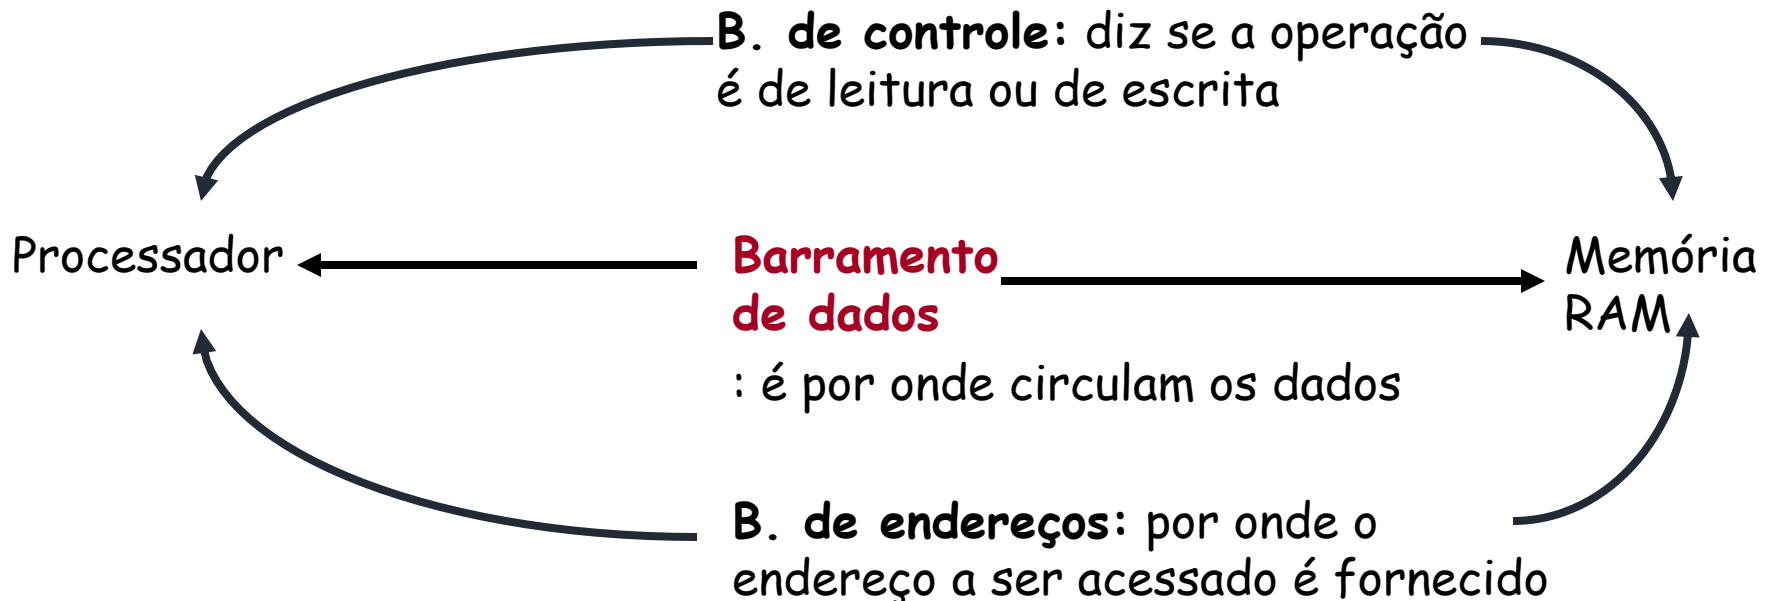 B. de controle: diz se a operação
é de leitura ou de escrita
Processador
Barramento
de dados
: é por onde circulam os dados
Memória
RAM
B. de endereços: por onde o
endereço a ser acessado é fornecido